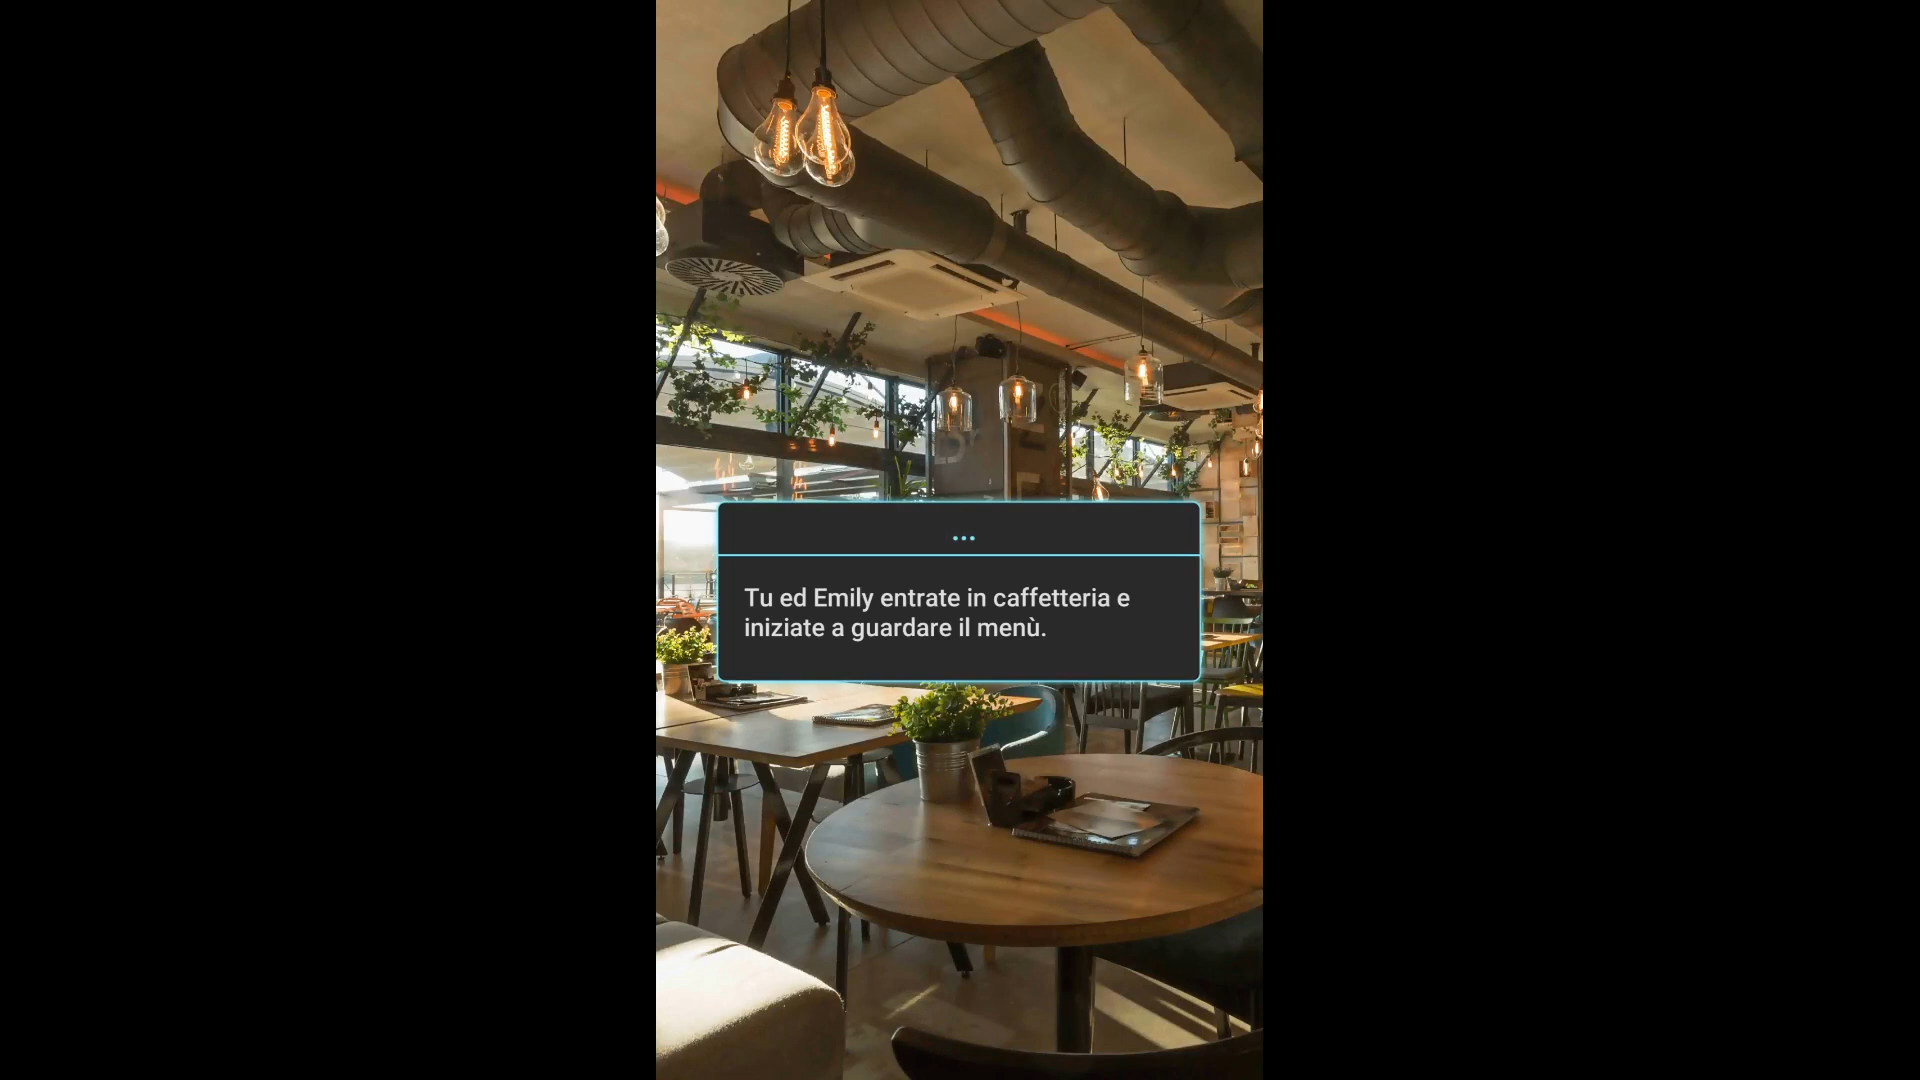 ...
Tu ed Emily entrate in caffetteria e
iniziate a guardare il menù.